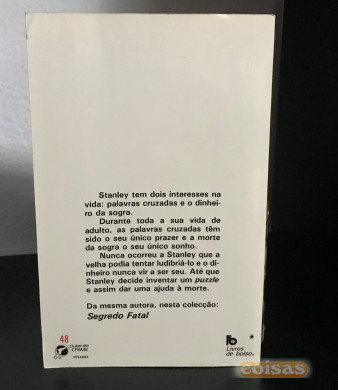 Stanley tem dois interesses na
vida: palavras cruzadas e o dinhei-
ro da sogra.
Durante toda a sua vida de
adulto, as palavras cruzadas têm
sido o seu único prazer e a morte
da sogra o seu único sonho.
Nunca ocorreu a Stanley que a
velha podia tentar ludibriá-lo e o di-
nheiro nunca vir a ser seu. Até que
Stanley decide inventar um puzzle
e assim dar uma ajuda à morte.
Da mesma autora, nesta colecção:
Segredo Fatal
48
clube do
CRIME
Livros
de bolso
coisas